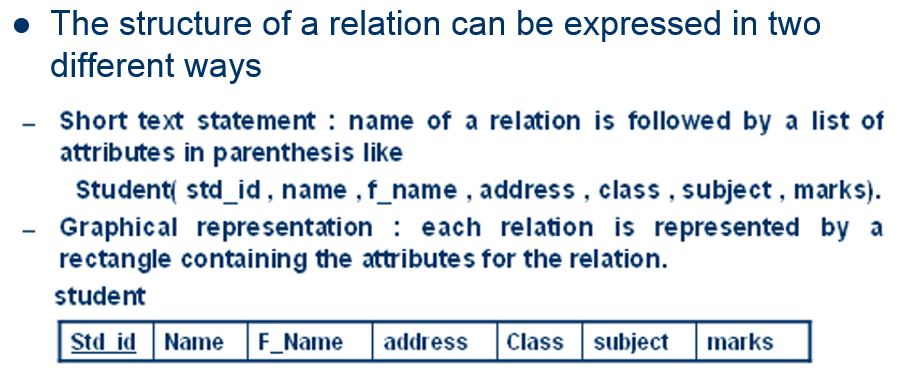 ● The structure of a relation can be expressed in two
different ways
– Short text statement : name of a relation is followed by a list of
attributes in parenthesis like
Student( std_id , name ,f_name , address , class , subject , marks).
– Graphical representation : each relation is represented by a
rectangle containing the attributes for the relation.
student
Std_id Name F_Name address Class subject marks